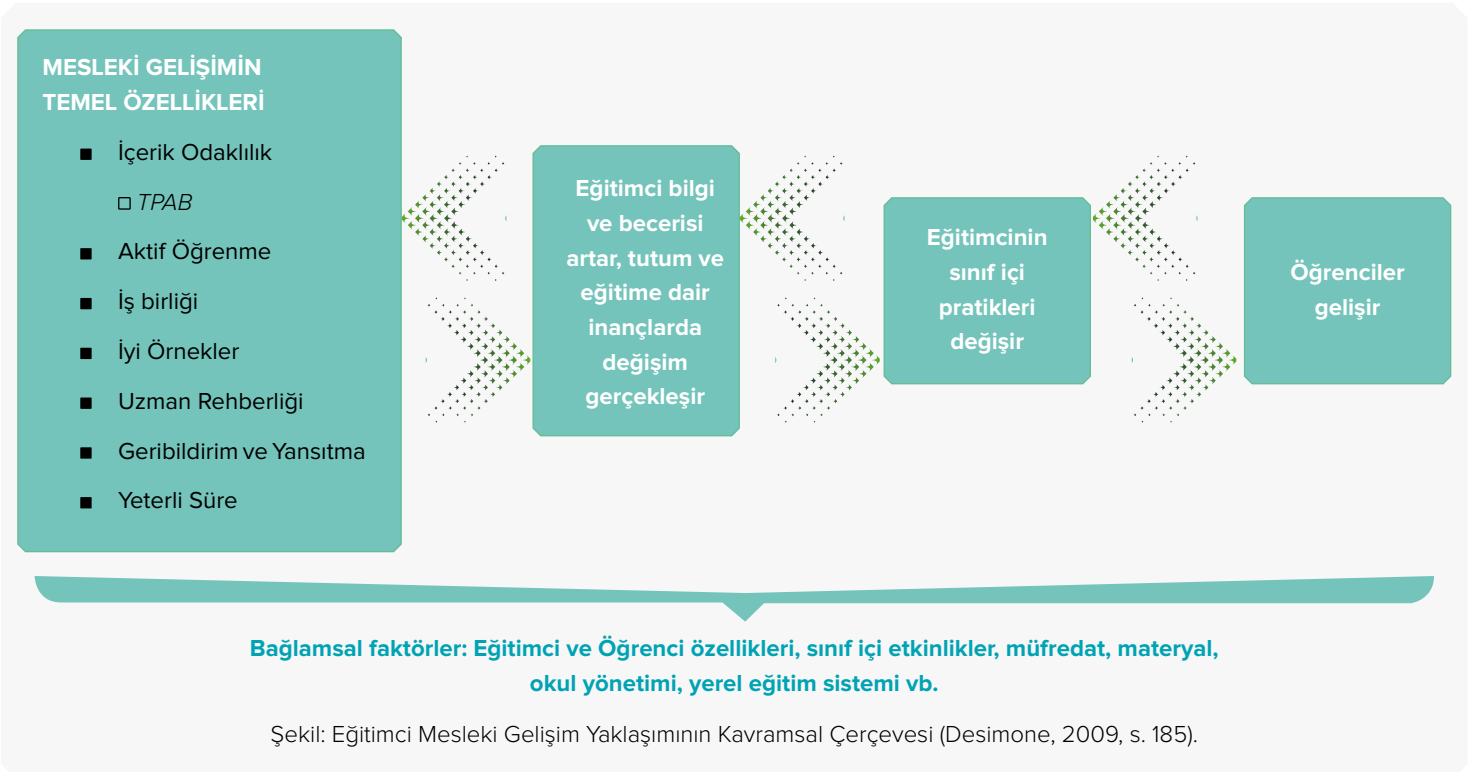 MESLEKİ GELİŞİMİN
TEMEL ÖZELLİKLERİ
■ İçerik Odaklılık
□ TPAB
■ Aktif Öğrenme
■ İş birliği
■ İyi Örnekler
■ Uzman Rehberliği
■ Geribildirim ve Yansıtma
■ Yeterli Süre
Eğitimci bilgi
ve becerisi
artar, tutum ve
eğitime dair
inançlarda
değişim
gerçekleşir
Eğitimcinin
sınıf içi
pratikleri
değişir
Öğrenciler
gelişir
Bağlamsal faktörler: Eğitimci ve Öğrenci özellikleri, sınıf içi etkinlikler, müfredat, materyal,
okul yönetimi, yerel eğitim sistemi vb.
Şekil: Eğitimci Mesleki Gelişim Yaklaşımının Kavramsal Çerçevesi (Desimone, 2009, s. 185).